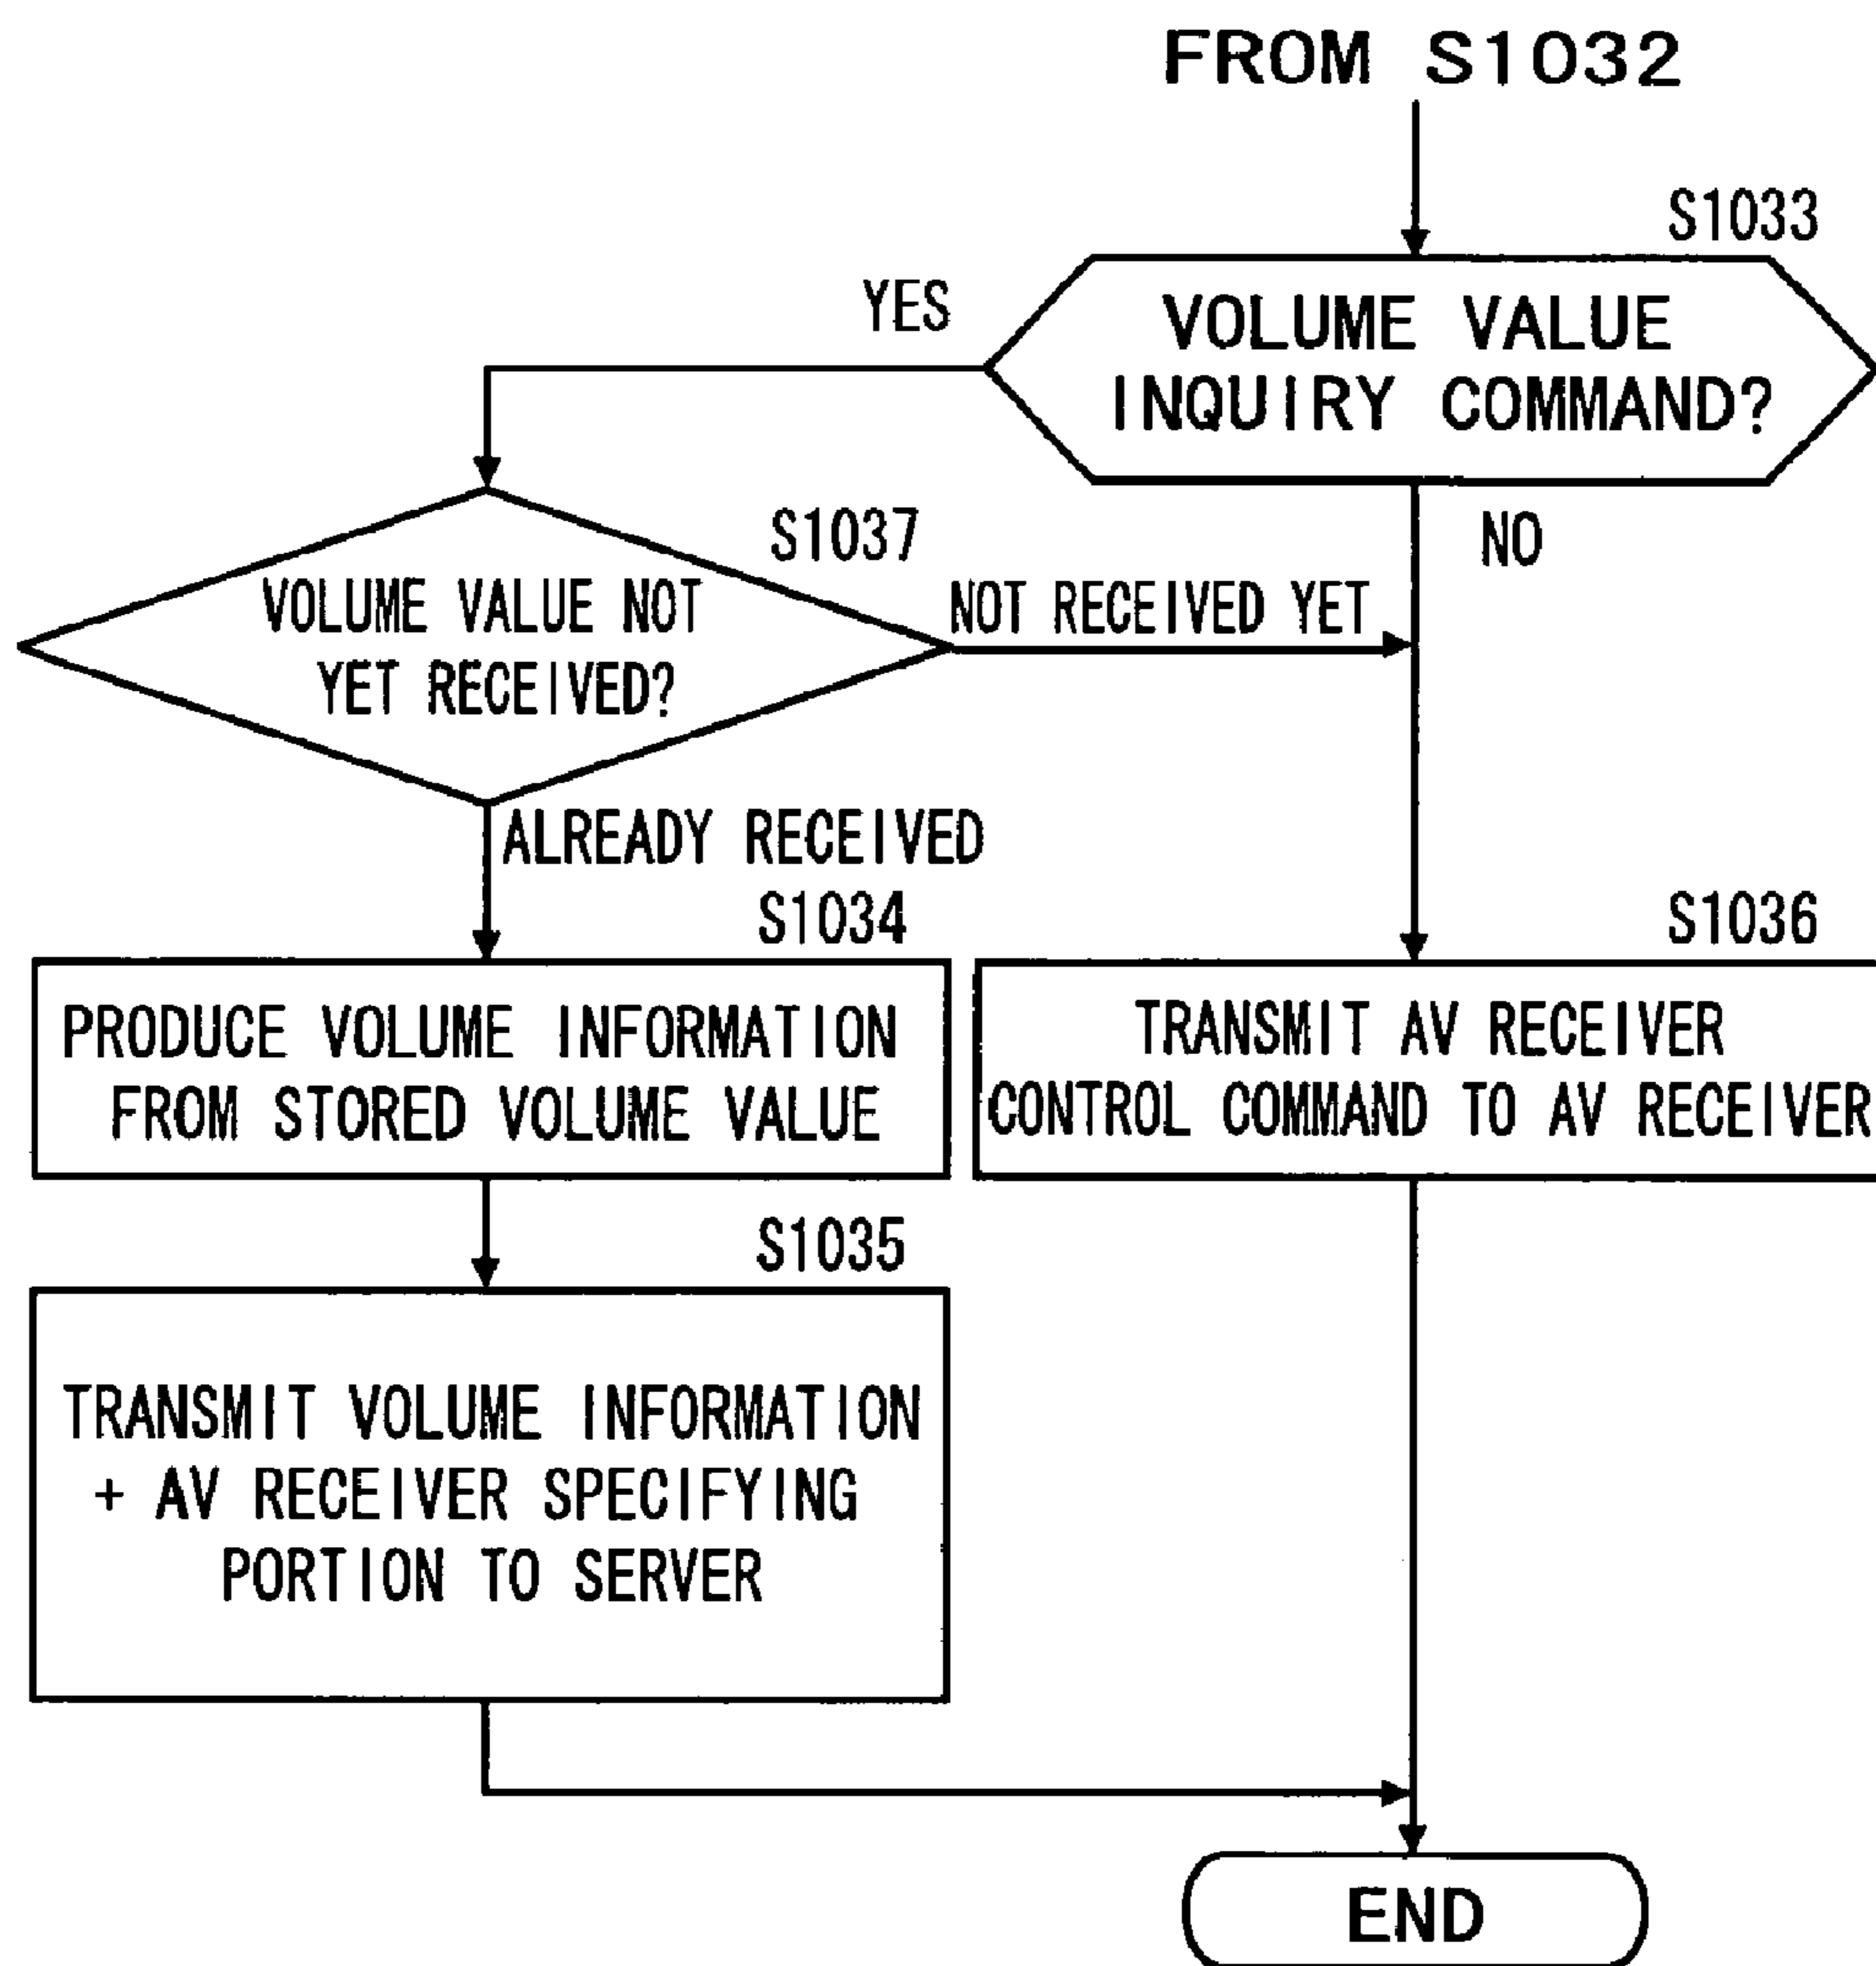 FROM S1032
S1033
YES
VOLUME VALUE
INQUIRY COMMAND?
S1037
NO
VOLUME VALUE NOT
YET RECEIVED?
NOT RECEIVED YET
ALREADY RECEIVED
S1034
S1036
PRODUCE VOLUME INFORMATION
FROM STORED VOLUME VALUE
TRANSMIT AV RECEIVER
CONTROL COMMAND TO AV RECEIVER
S1035
TRANSMIT VOLUME INFORMATION
+ AV RECEIVER SPECIFYING
PORTION TO SERVER
END